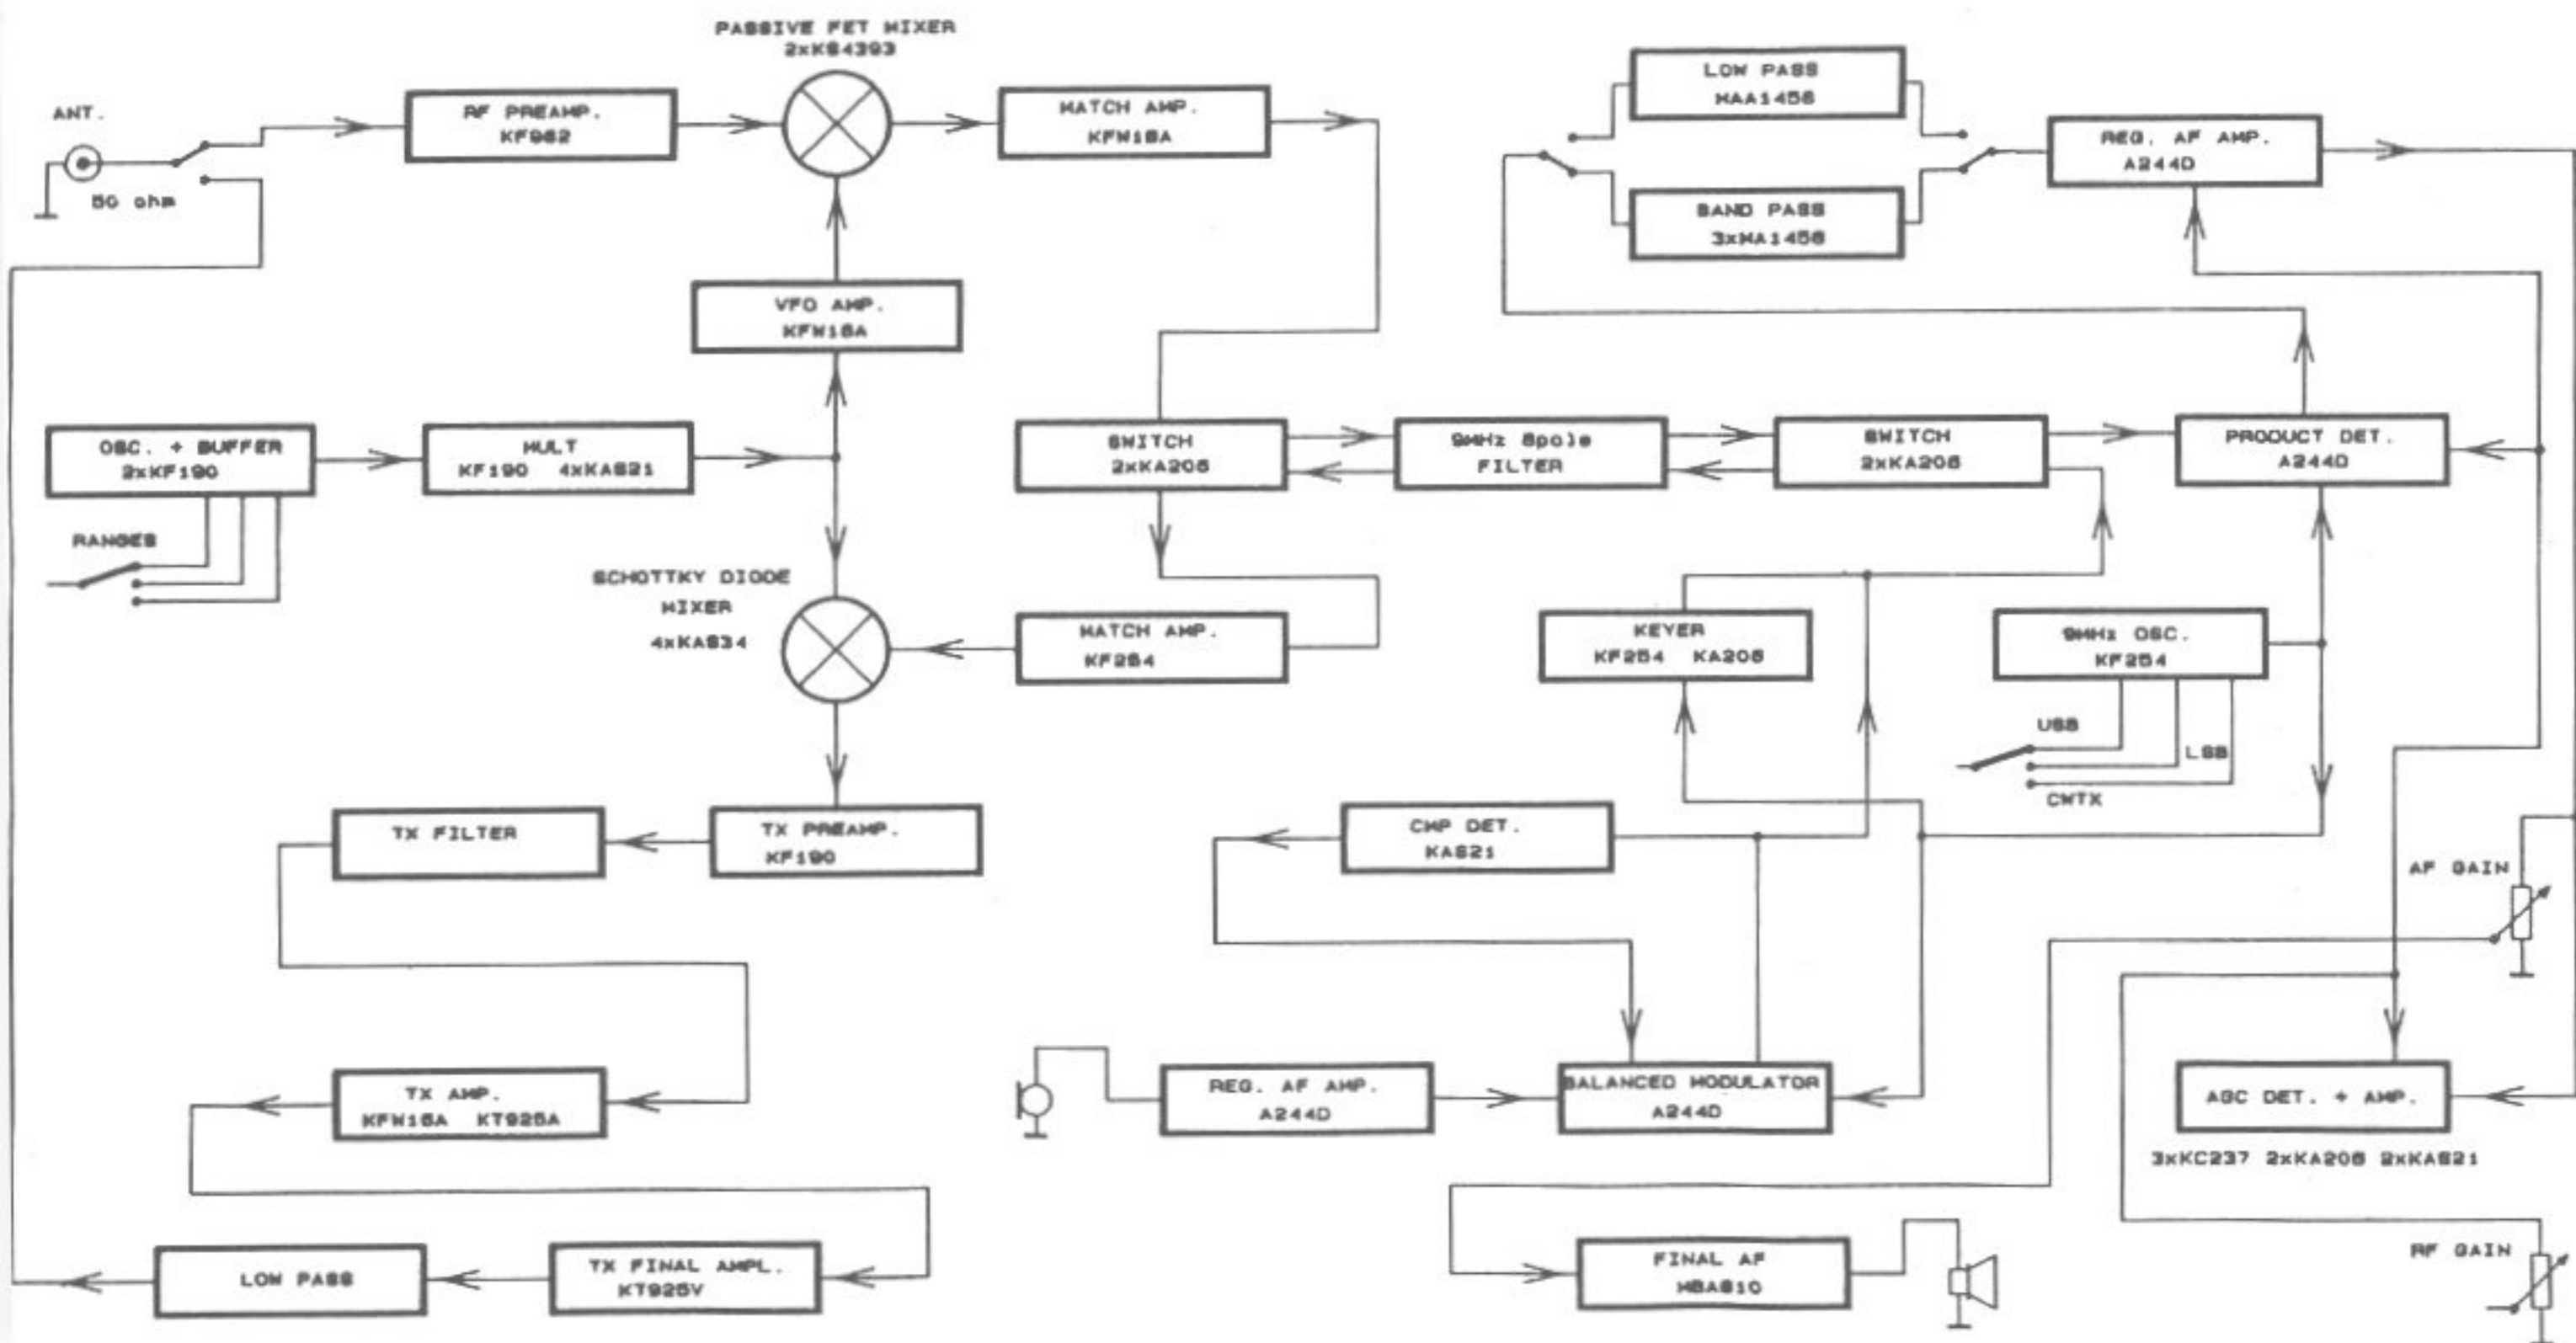 PASSIVE FET MIXER
2xKS4393
ANT.
50 ohm
RF PREAMP.
KF982
MATCH AMP.
KFW16A
LOW PASS
MAA1458
BAND PASS
3xMA1458
REG. AF AMP.
A244D
VFO AMP.
KFW16A
OSC. + BUFFER
2xKF190
MULT
KF190 4xKAS21
RANGES
SWITCH
2xKA206
9MHz 8pole
FILTER
SWITCH
2xKA206
PRODUCT DET.
A244D
SCHOTTKY DIODE
MIXER
4xKAS34
MATCH AMP.
KF254
KEYER
KF254 KA206
9MHz OSC.
KF254
USB
LSB
CWTX
TX FILTER
TX PREAMP.
KF190
CMP DET.
KAS21
AF GAIN
TX AMP.
KFW16A KT925A
REG. AF AMP.
A244D
BALANCED MODULATOR
A244D
AGC DET. + AMP.
3xKC237 2xKA206 2xKAS21
LOW PASS
TX FINAL AMPL.
KT925V
FINAL AF
MBA810
RF GAIN